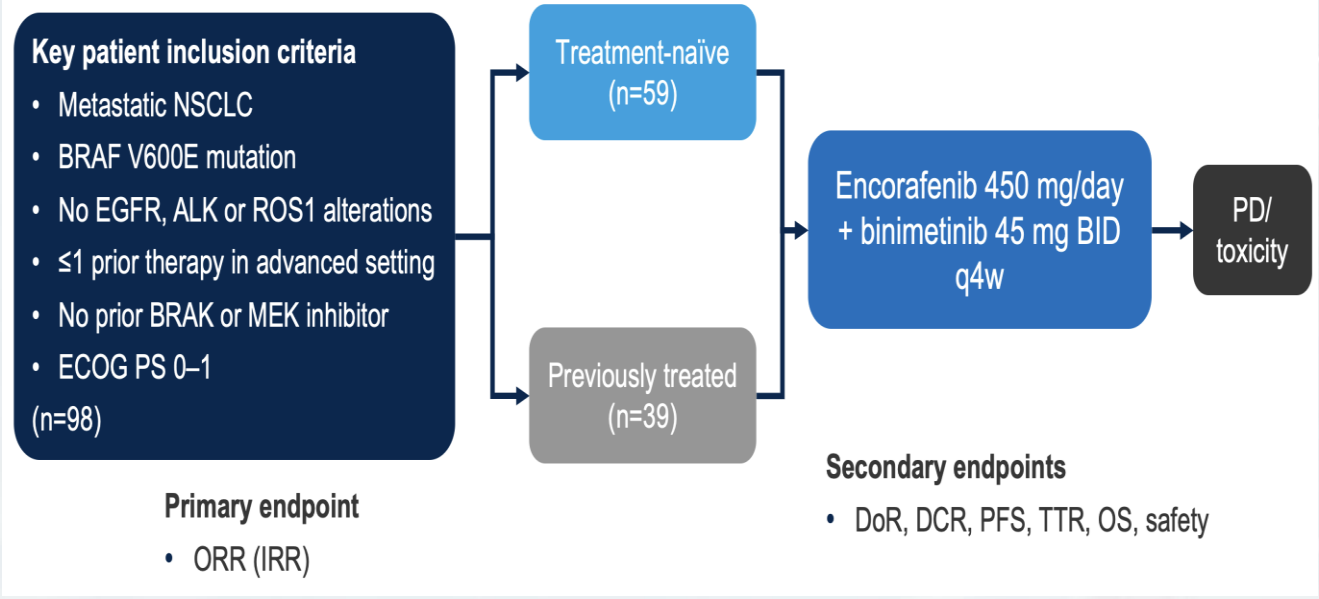 Key patient inclusion criteria
• Metastatic NSCLC
• BRAF V600E mutation
• No EGFR, ALK or ROS1 alterations
• ≤1 prior therapy in advanced setting
• No prior BRAK or MEK inhibitor
• ECOG PS 0–1
(n=98)
Treatment-naïve
(n=59)
Previously treated
(n=39)
Encorafenib 450 mg/day
+ binimetinib 45 mg BID
q4w
PD/
toxicity
Primary endpoint
• ORR (IRR)
Secondary endpoints
• DoR, DCR, PFS, TTR, OS, safety